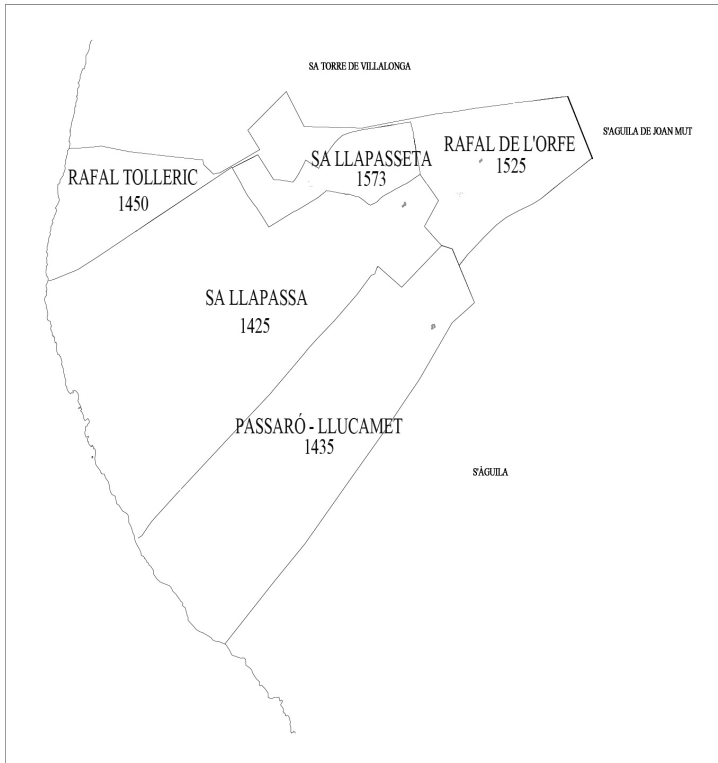 SA TORRE DE VILLALONGA
S'AGUILA DE JOAN MUT
RAFAL DE L'ORFE
1525
SA LLAPASSETA
1573
RAFAL TOLLERIC
1450
SA LLAPASSA
1425
PASSARÓ - LLUCAMET
1435
S'ÀGUILA